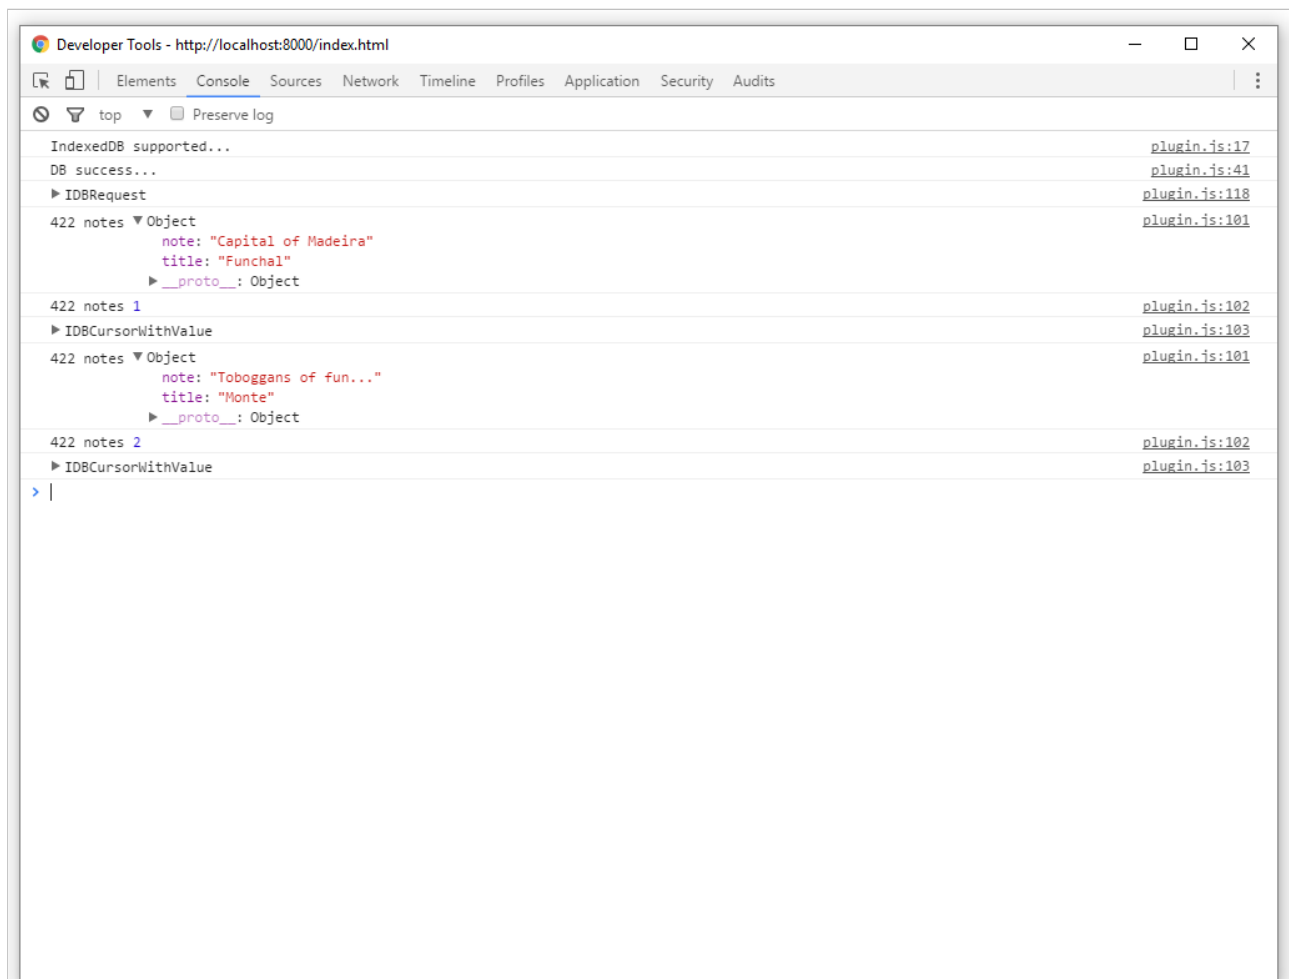 Developer Tools - http://localhost:8000/index.html
Elements Console Sources Network Timeline Profiles Application Security Audits
top Preserve log
IndexedDB supported... plugin.js:17
DB success... plugin.js:41
IDBRequest plugin.js:118
422 notes Object plugin.js:101
note: "Capital of Madeira"
title: "Funchal"
__proto__: Object
422 notes 1 plugin.js:102
IDBCursorWithValue plugin.js:103
422 notes Object plugin.js:101
note: "Toboggans of fun..."
title: "Monte"
__proto__: Object
422 notes 2 plugin.js:102
IDBCursorWithValue plugin.js:103